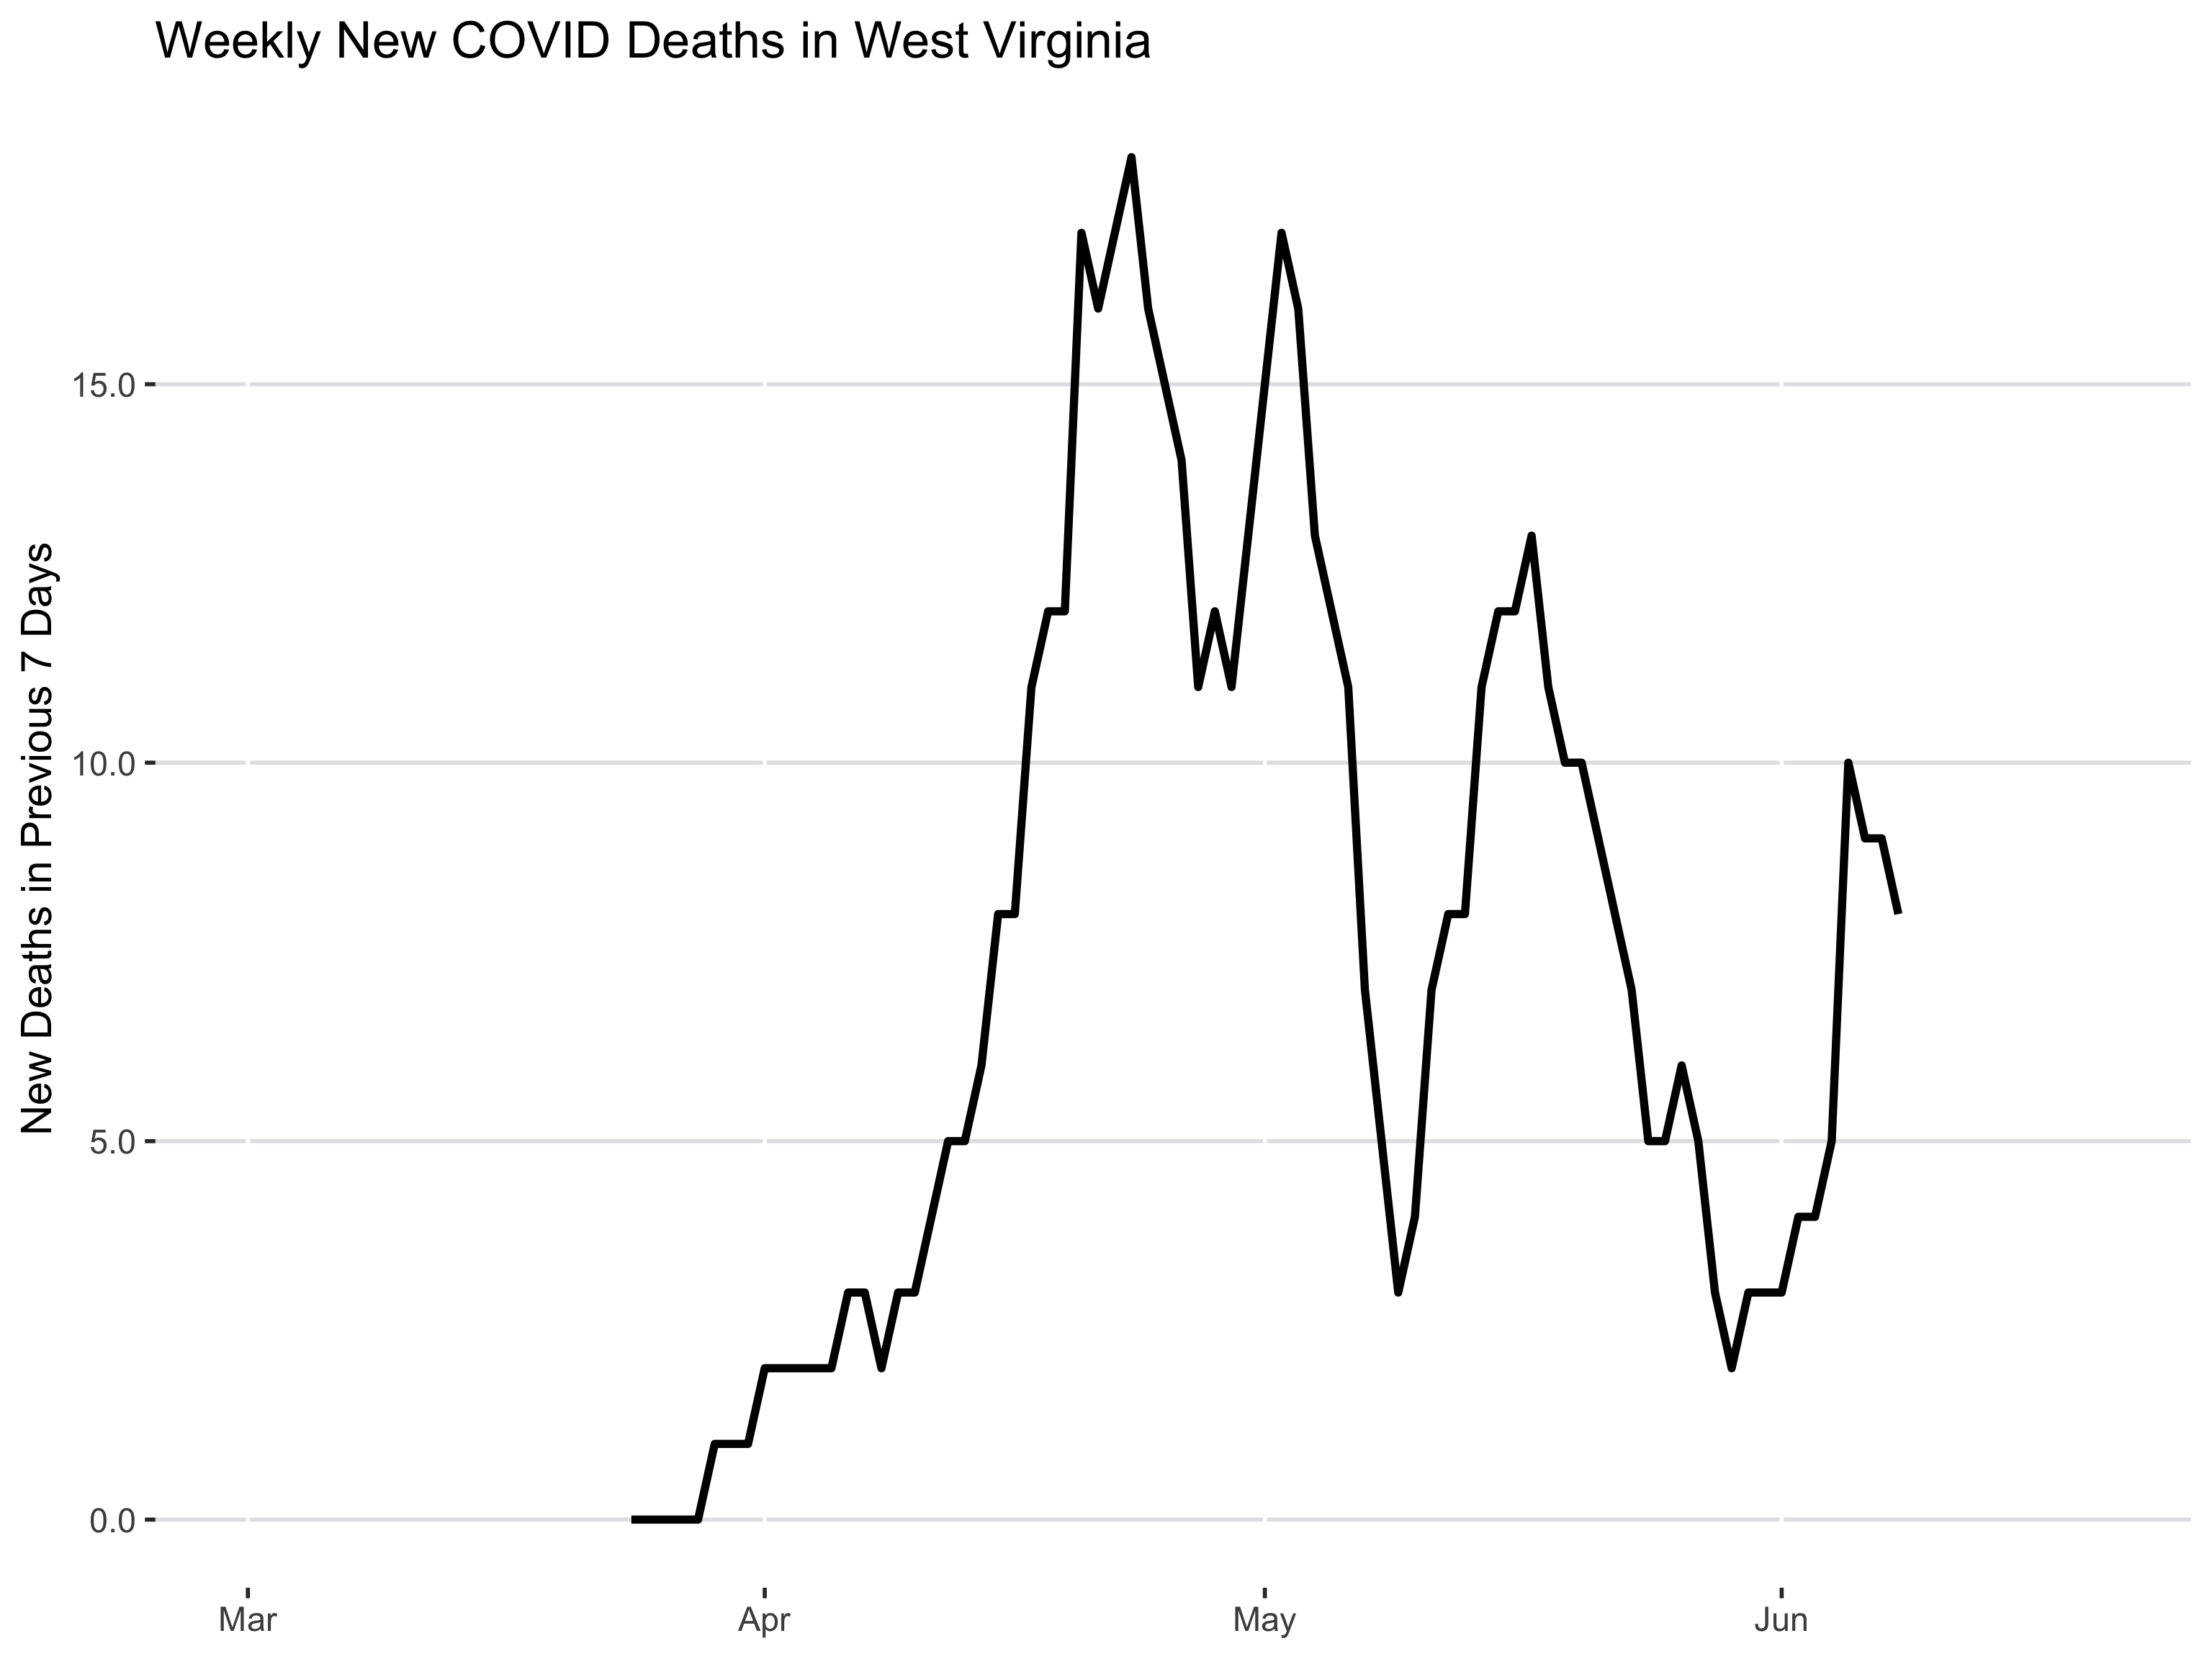 Weekly New COVID Deaths in West Virginia
New Deaths in Previous 7 Days
15.0
10.0
5.0
0.0
Mar
Apr
May
Jun